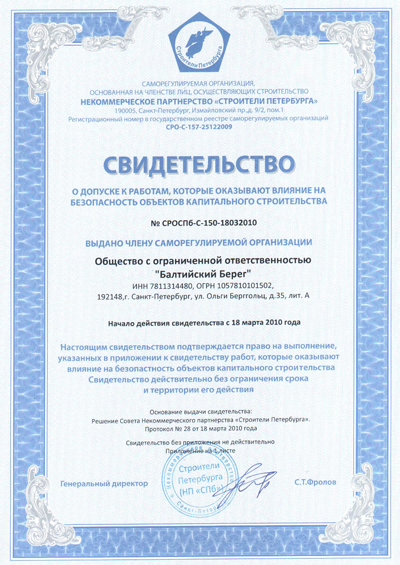 Строители Петербурга
САМОРЕГУЛИРУЕМАЯ ОРГАНИЗАЦИЯ,
ОСНОВАННАЯ НА ЧЛЕНСТВЕ ЛИЦ, ОСУЩЕСТВЛЯЮЩИХ СТРОИТЕЛЬСТВО
НЕКОММЕРЧЕСКОЕ ПАРТНЕРСТВО «СТРОИТЕЛИ ПЕТЕРБУРГА»
190005, Санкт-Петербург, Измайловский пр.д. 9/2, пом.1
Регистрационный номер в государственном реестре саморегулируемых организаций
СРО-С-157-25122009
СВИДЕТЕЛЬСТВО
О ДОПУСКЕ К РАБОТАМ, КОТОРЫЕ ОКАЗЫВАЮТ ВЛИЯНИЕ НА
БЕЗОПАСНОСТЬ ОБЪЕКТОВ КАПИТАЛЬНОГО СТРОИТЕЛЬСТВА
№ СРОСПб-С-150-18032010
ВЫДАНО ЧЛЕНУ САМОРЕГУЛИРУЕМОЙ ОРГАНИЗАЦИИ
Общество с ограниченной ответственностью
"Балтийский Берег"
ИНН 7811314480, ОГРН 1057810101502,
192148,г. Санкт-Петербург, ул. Ольги Берггольц, д.35, лит. А
Начало действия свидетельства с 18 марта 2010 года
Настоящим свидетельством подтверждается право на выполнение,
указанных в приложении к свидетельству работ, которые оказывают
влияние на безопастность объектов капитального строительства
Свидетельство действительно без ограничения срока
и территории его действия
Основание выдачи свидетельства:
Решение Совета Некоммерческого партнерства «Строители Петербурга».
Протокол № 28 от 18 марта 2010 года
Свидетельство без приложения не действительно
Приложение на 1 листе
Строители
Петербурга
(НП «СПб»)
Генеральный директор
С.Т.Фролов